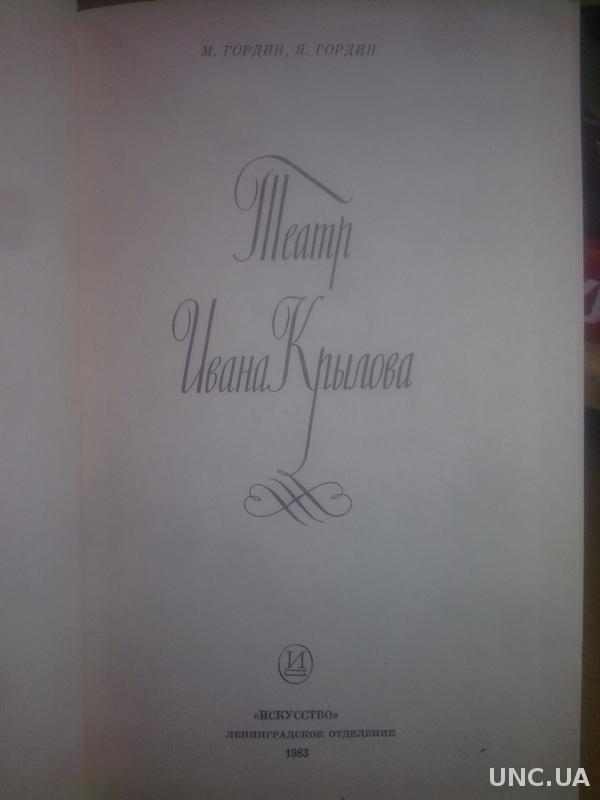 М. ГОРДИН, Я. ГОРДИН
Театр
Ивана Крылова
И
«ИСКУССТВО»
ЛЕНИНГРАДСКОЕ ОТДЕЛЕНИЕ
1983
UNC.UA